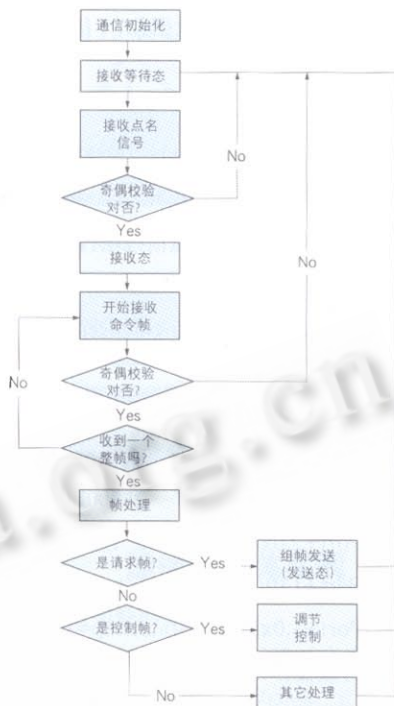 通信初始化
接收等待态
接收点名
信号
No
奇偶校验
对否?
Yes
接收态
No
开始接收
命令帧
No
奇偶校验
对否?
Yes
收到一个
整帧吗?
Yes
帧处理
是请求帧?
Yes
组帧发送
(发送态)
No
是控制帧?
Yes
调节
控制
No
其它处理
.org.cn